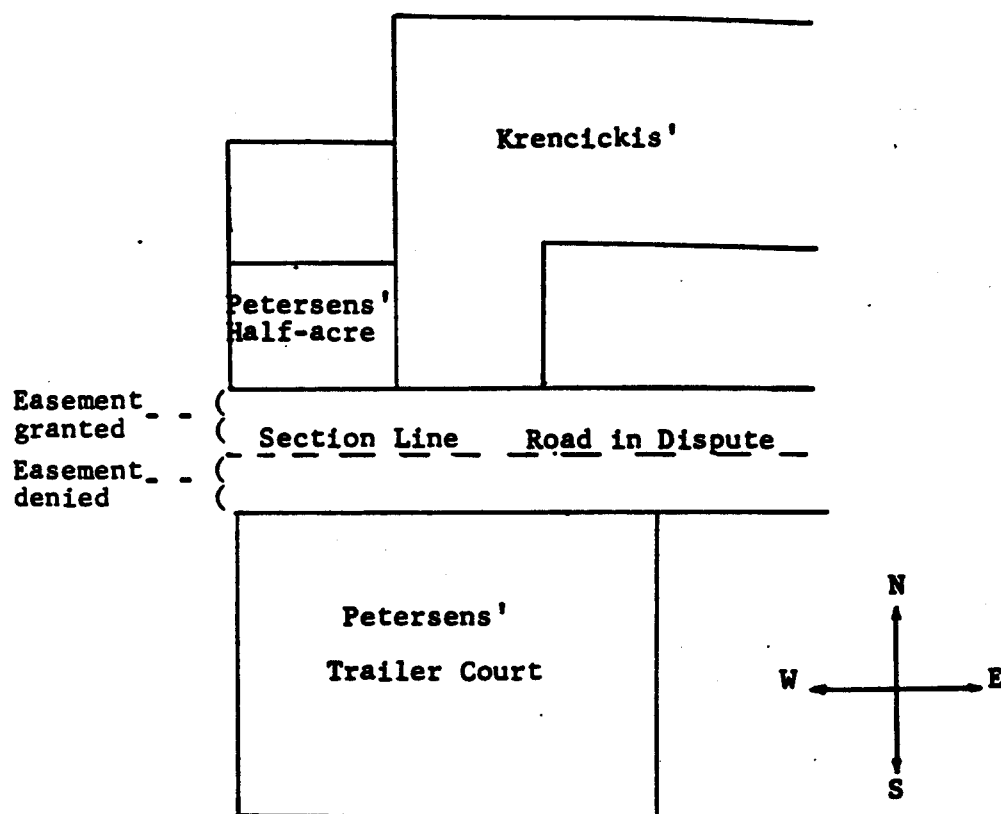 Krencickis'
Petersens'
Half-acre
Easement
granted
Section Line Road in Dispute
Easement
denied
Petersens'
Trailer Court
N
W E
S